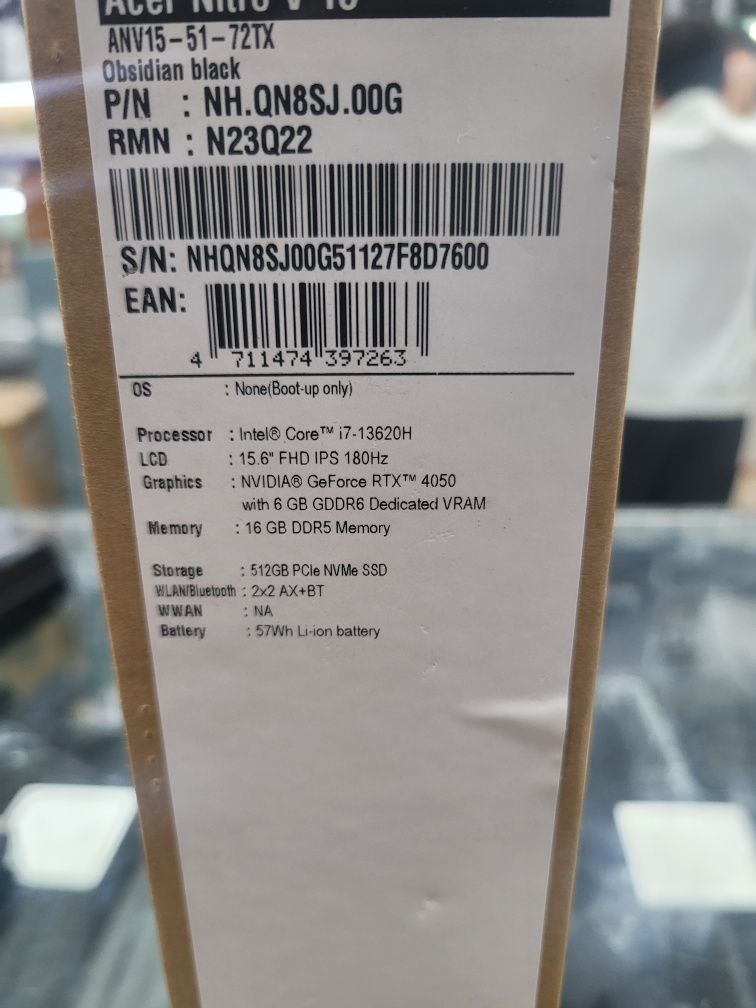 Acer Nitro V 15
ANV15-51-72TX
Obsidian black
P/N : NH.QN8SJ.00G
RMN : N23Q22
S/N: NHQN8SJ00G51127F8D7600
EAN:
4 711474 397263
OS : None(Boot-up only)
Processor : Intel® Core™ i7-13620H
LCD : 15.6" FHD IPS 180Hz
Graphics : NVIDIA® GeForce RTX™ 4050
with 6 GB GDDR6 Dedicated VRAM
Memory : 16 GB DDR5 Memory
Storage : 512GB PCIe NVMe SSD
WLAN/Bluetooth : 2x2 AX+BT
WWAN : NA
Battery : 57Wh Li-ion battery